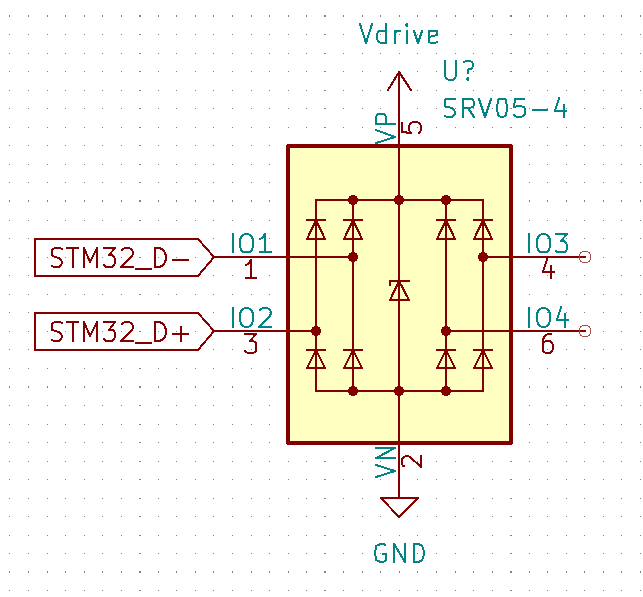 Vdrive
U?
SRV05-4
VP
5
STM32_D-
IO1
1
IO3
4
STM32_D+
IO2
3
IO4
6
VN
2
GND